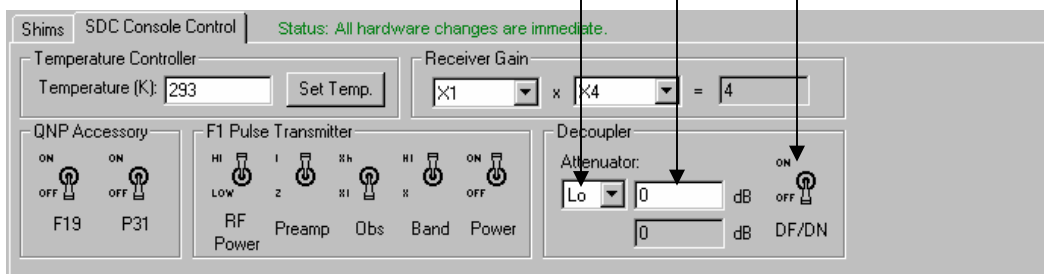 Shims SDC Console Control Status: All hardware changes are immediate.
Temperature Controller Receiver Gain
Temperature (K): 293 Set Temp. X1 x X4 = 4
QNP Accessory F1 Pulse Transmitter Decoupler
ON ON HI I Xh HI ON Attenuator: ON
OFF OFF LOW 2 XI X OFF Lo 0 dB OFF
F19 P31 RF Power Preamp Obs Band Power 0 dB DF/DN